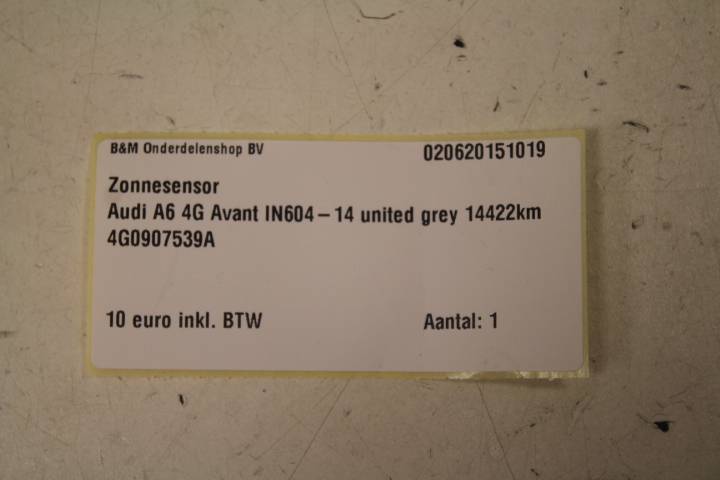 B&M Onderdelenshop BV 020620151019
Zonnesensor
Audi A6 4G Avant IN604-14 united grey 14422km
4G0907539A
10 euro inkl. BTW Aantal: 1